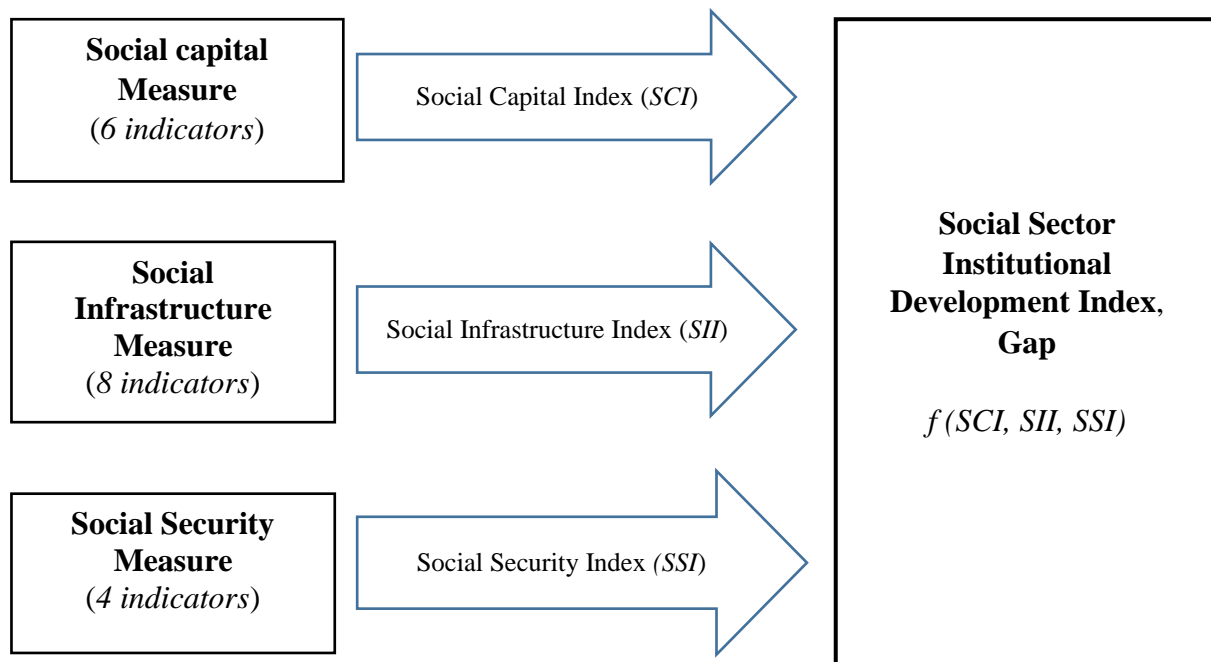 Social capital
Measure
(6 indicators)
Social Capital Index (SCI)
Social
Infrastructure
Measure
(8 indicators)
Social Infrastructure Index (SII)
Social Security
Measure
(4 indicators)
Social Security Index (SSI)
Social Sector
Institutional
Development Index,
Gap
f (SCI, SII, SSI)